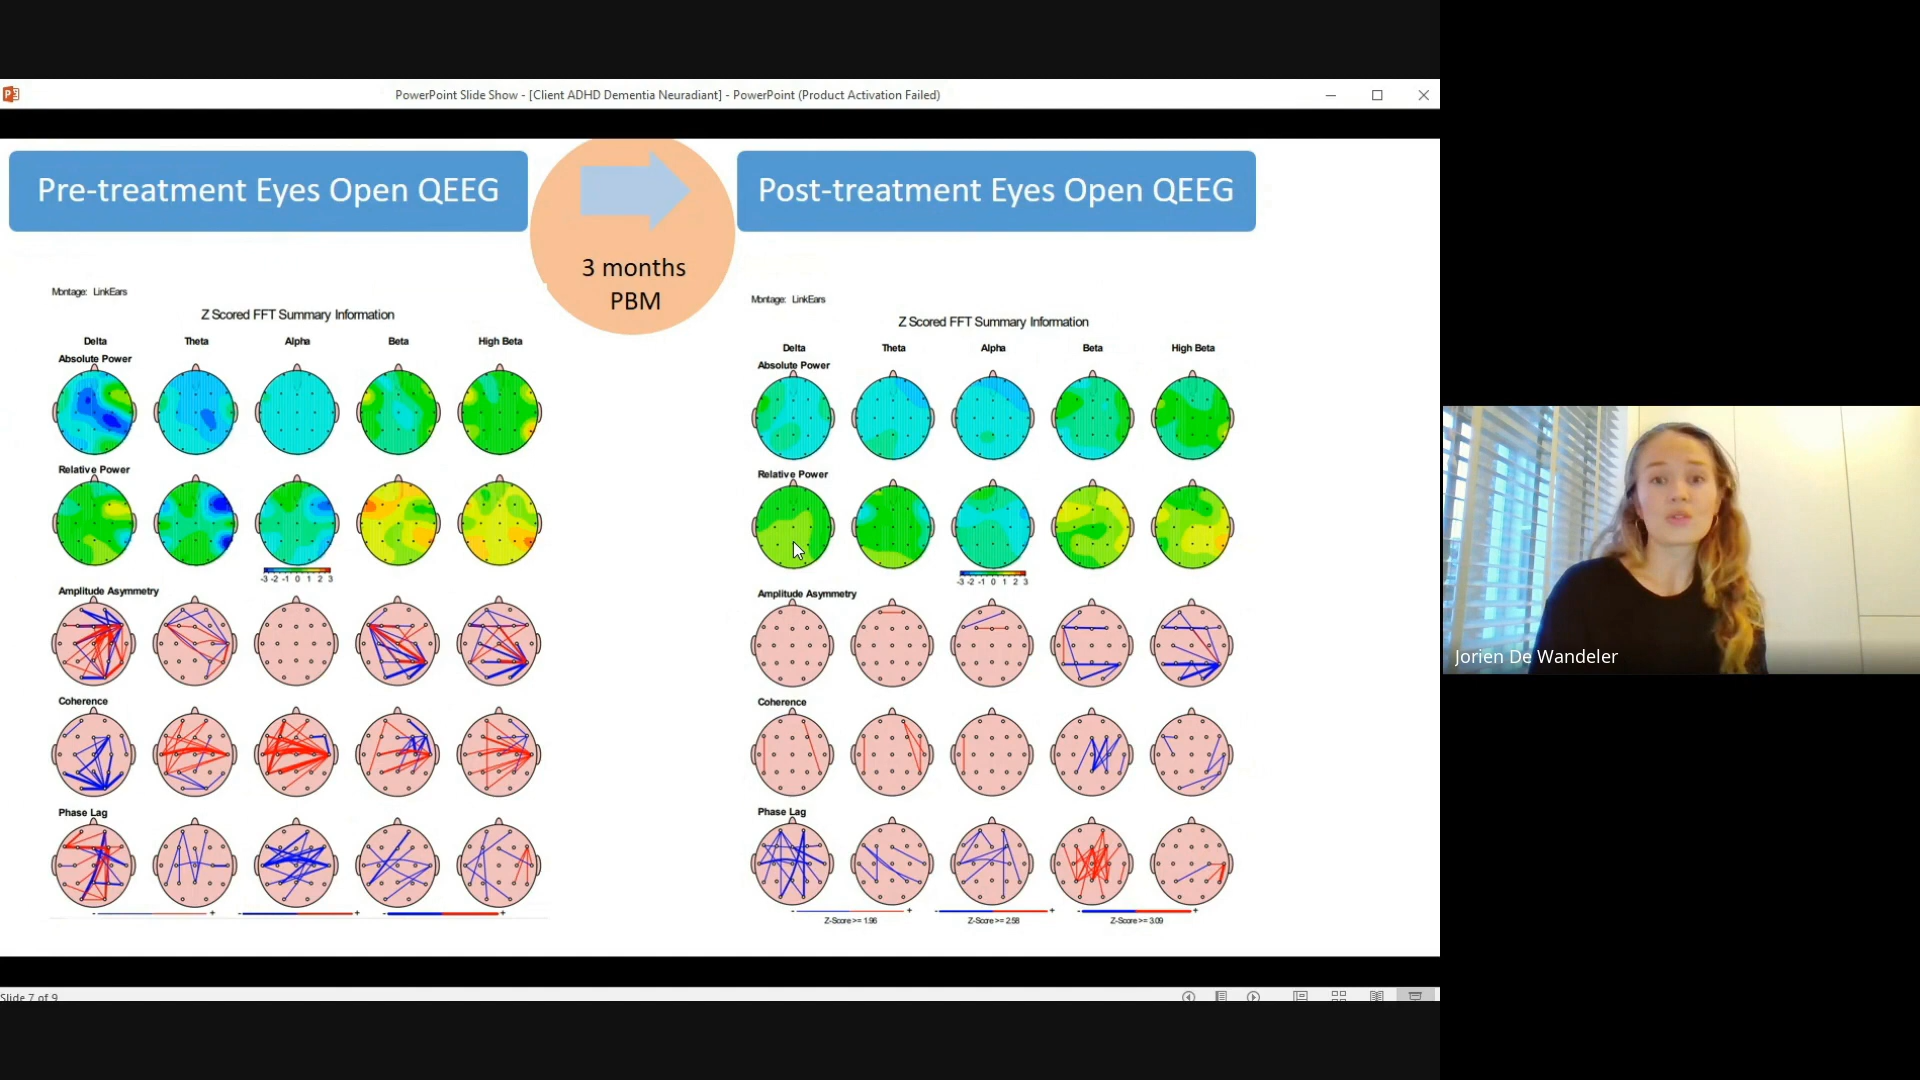 PowerPoint Slide Show - [Client ADHD Dementia Neuradiant] - PowerPoint (Product Activation Failed)
Pre-treatment Eyes Open QEEG
3 months
PBM
Post-treatment Eyes Open QEEG
Montage: LinkEars
Z Scored FFT Summary Information
Delta Theta Alpha Beta High Beta
Absolute Power
Relative Power
-3 -2 -1 0 1 2 3
Amplitude Asymmetry
Coherence
Phase Lag
- + - + - +
Montage: LinkEars
Z Scored FFT Summary Information
Delta Theta Alpha Beta High Beta
Absolute Power
Relative Power
-3 -2 -1 0 1 2 3
Amplitude Asymmetry
Coherence
Phase Lag
- + - + - +
Z-Score >= 1.96 Z-Score >= 2.58 Z-Score >= 3.09
Jorien De Wandeler
Slide 7 of 9